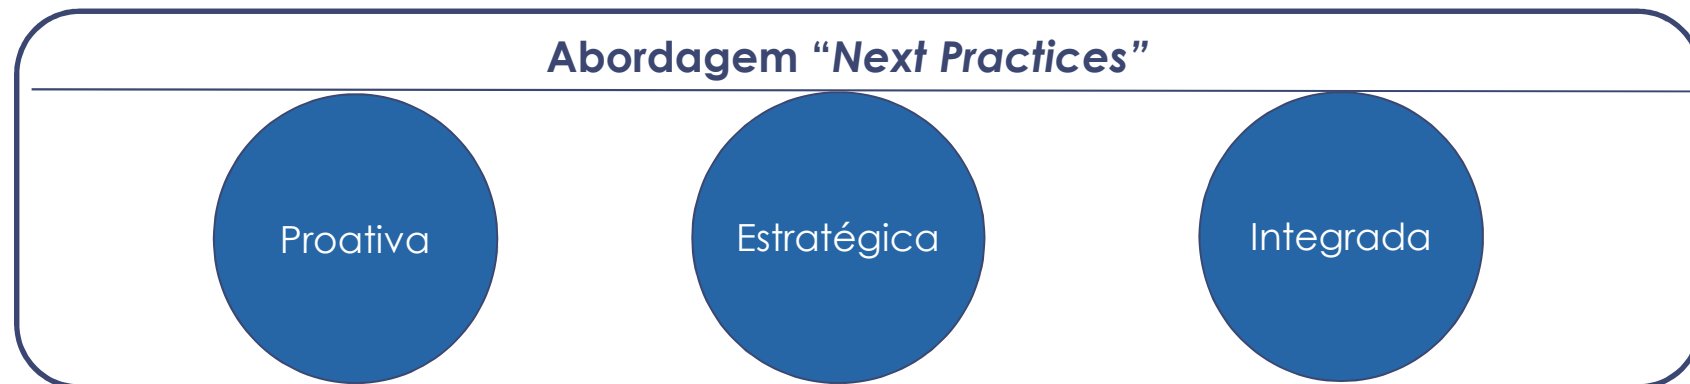 Abordagem “Next Practices”
Proativa
Estratégica
Integrada